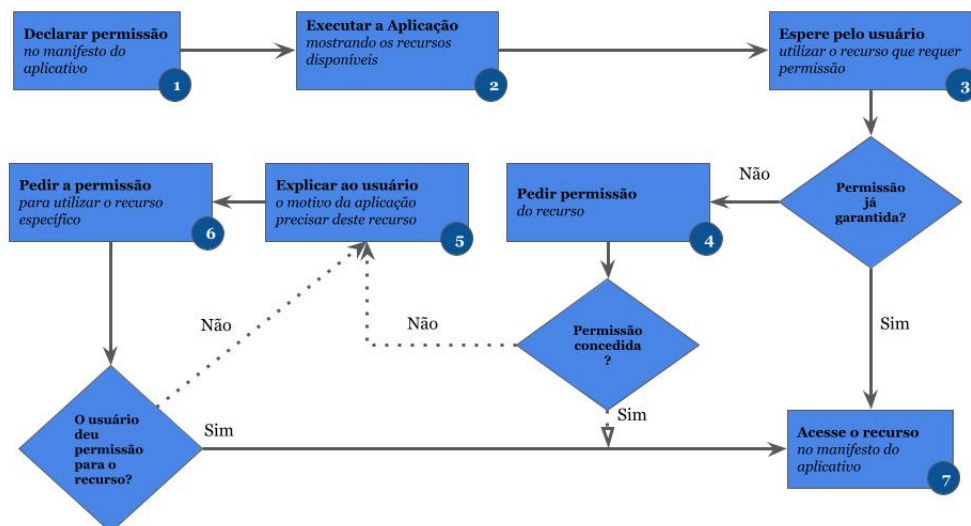 Declarar permissão
no manifesto do
aplicativo
1
Executar a Aplicação
mostrando os recursos
disponíveis
2
Espere pelo usuário
utilizar o recurso que requer
permissão
3
Pedir a permissão
para utilizar o recurso
específico
6
Explicar ao usuário
o motivo da aplicação
precisar deste recurso
5
Pedir permissão
do recurso
4
Não
Permissão
já
garantida?
Sim
Não
Não
Permissão
concedida
?
Sim
O usuário
deu
permissão
para o
recurso?
Sim
Acesse o recurso
no manifesto do
aplicativo
7